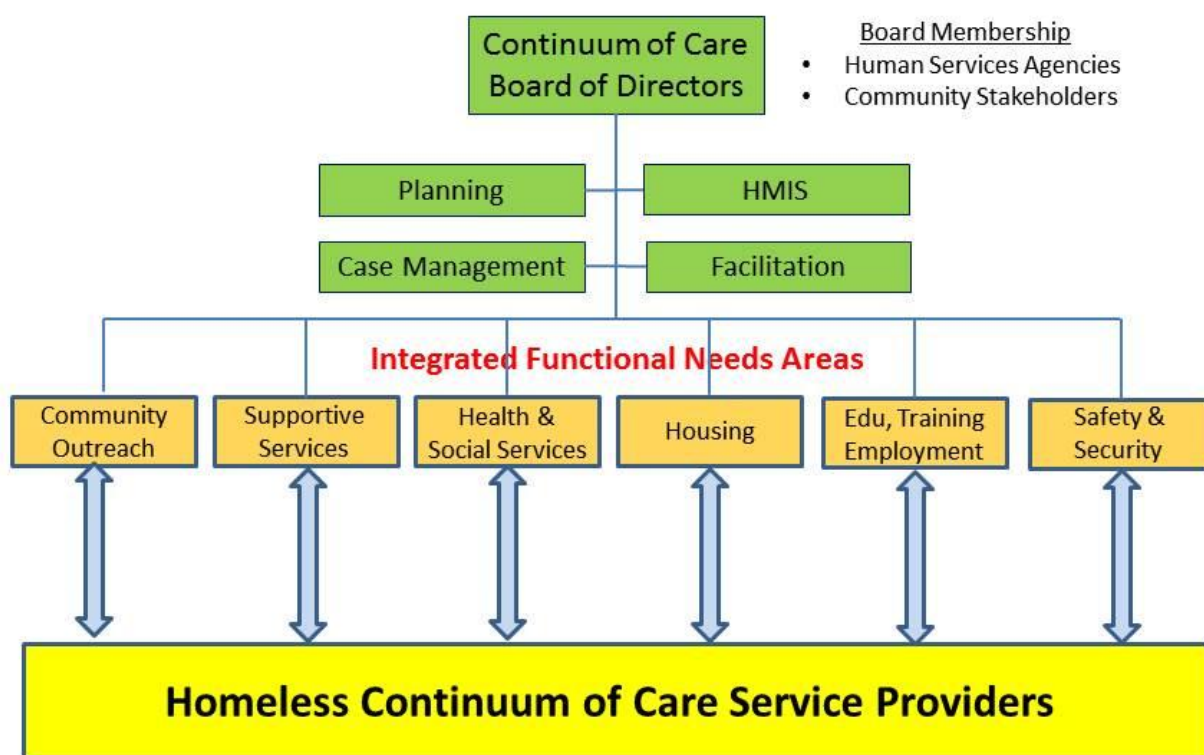 Continuum of Care
Board of Directors
Board Membership
• Human Services Agencies
• Community Stakeholders
Planning
HMIS
Case Management
Facilitation
Integrated Functional Needs Areas
Community
Outreach
Supportive
Services
Health &
Social Services
Housing
Edu, Training
Employment
Safety &
Security
Homeless Continuum of Care Service Providers